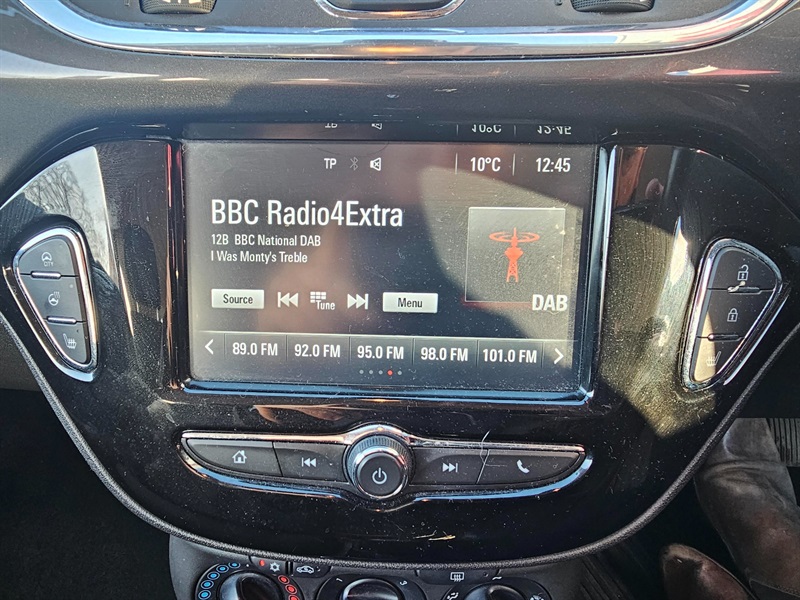 TP 10°C 12:45
BBC Radio4Extra
12B BBC National DAB
I Was Monty's Treble
Source Tune Menu
DAB
89.0 FM 92.0 FM 95.0 FM 98.0 FM 101.0 FM